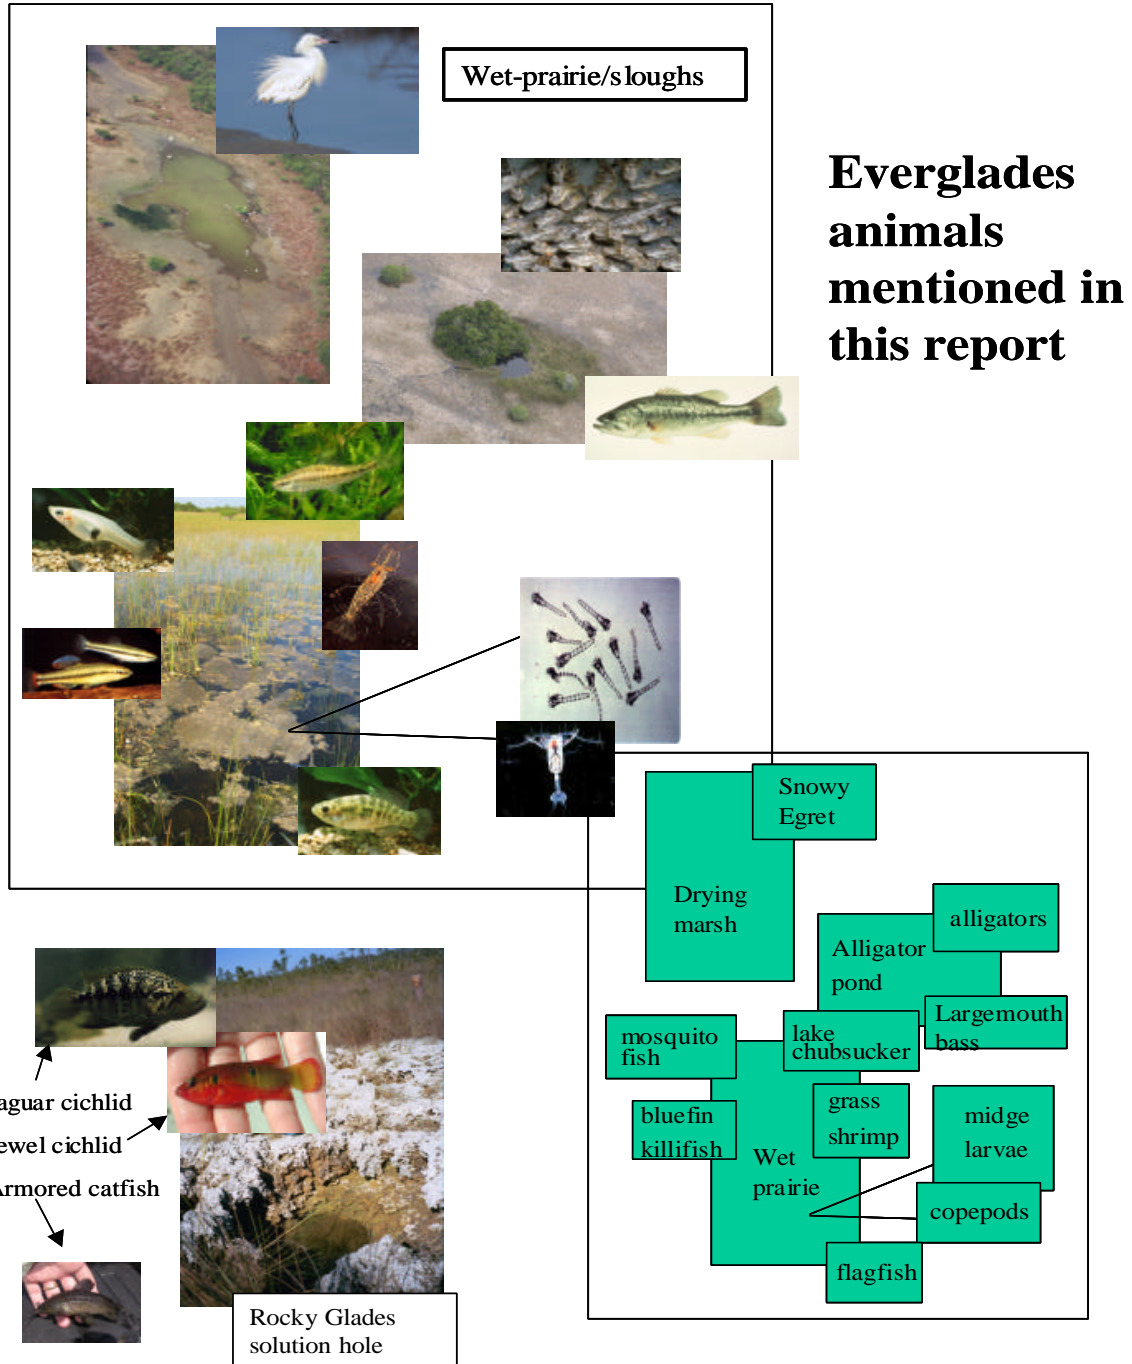 Wet-prairie/sloughs
Everglades
animals
mentioned in
this report
Snowy
Egret
Drying
marsh
alligators
Alligator
pond
Largemouth
bass
mosquito
fish
lake
chubsucker
bluefin
killifish
grass
shrimp
midge
larvae
Wet
prairie
copepods
flagfish
aguar cichlid
ewel cichlid
Armored catfish
Rocky Glades
solution hole